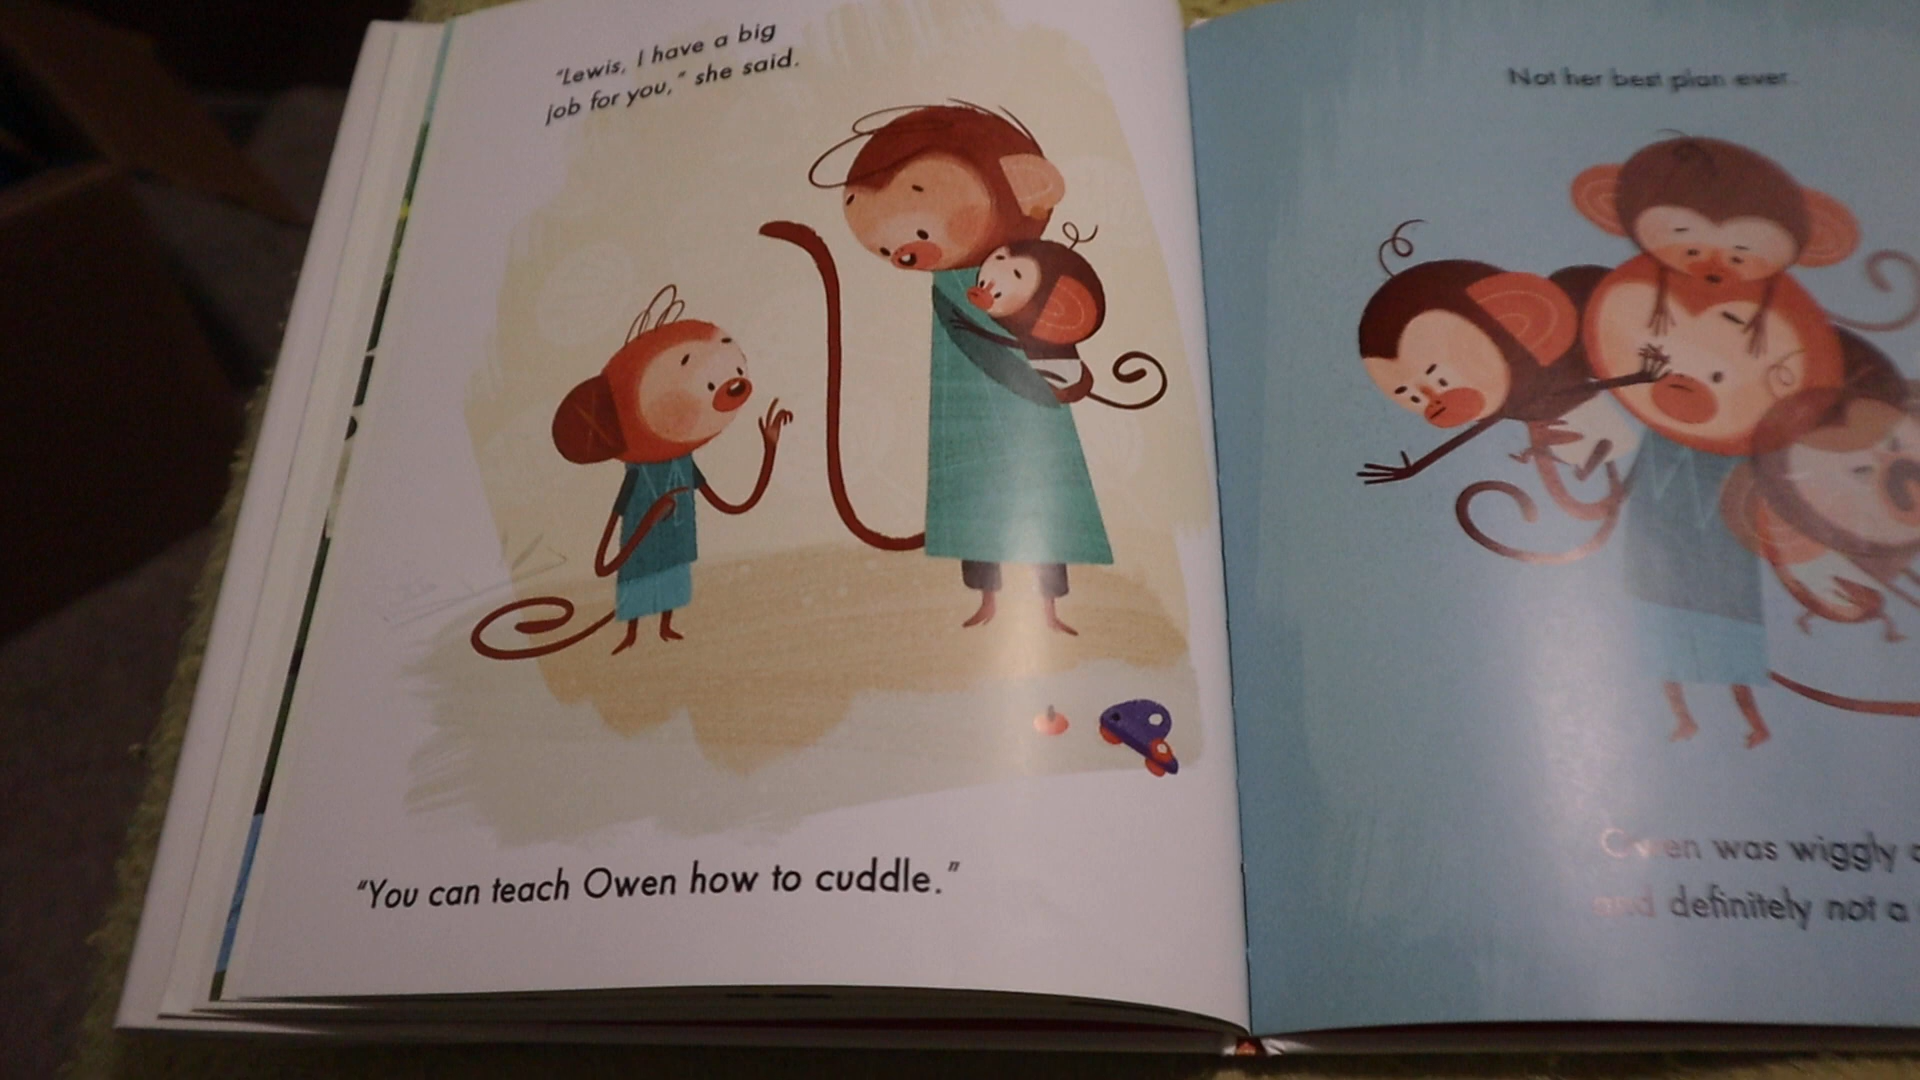 "Lewis, I have a big
job for you," she said.
"You can teach Owen how to cuddle."
Not her best plan ever.
Owen was wiggly
and definitely not a